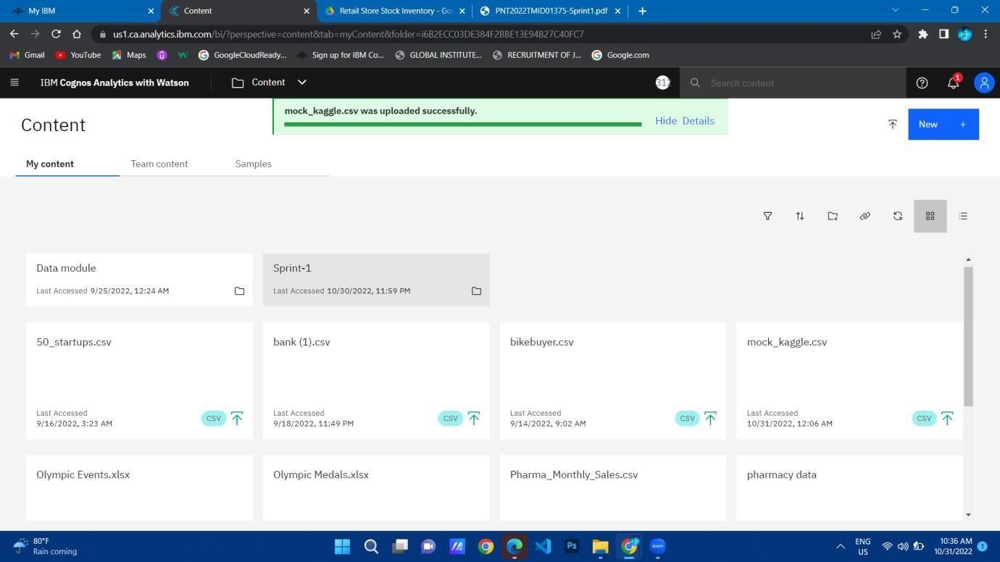 My IBM
Content
Retail Store Stock Inventory - Goo
PNT2022TMID01375-Sprint1.pdf
us1.ca.analytics.ibm.com/bi/?perspective=content&tab=myContent&folder=i6B2ECC03DE384F2BBE13E94B27C40FC7
Gmail
YouTube
Maps
GoogleCloudReady...
Sign up for IBM Co...
GLOBAL INSTITUTE...
RECRUITMENT OF J...
Google.com
IBM Cognos Analytics with Watson
Content
312
Search content
1
mock_kaggle.csv was uploaded successfully.
Hide Details
Content
New +
My content
Team content
Samples
Data module
Last Accessed 9/25/2022, 12:24 AM
Sprint-1
Last Accessed 10/30/2022, 11:59 PM
50_startups.csv
Last Accessed
9/16/2022, 3:23 AM
CSV
bank (1).csv
Last Accessed
9/18/2022, 11:49 PM
CSV
bikebuyer.csv
Last Accessed
9/14/2022, 9:02 AM
CSV
mock_kaggle.csv
Last Accessed
10/31/2022, 12:06 AM
CSV
Olympic Events.xlsx
Olympic Medals.xlsx
Pharma_Monthly_Sales.csv
pharmacy data
80°F
Rain coming
Ps
zoom
ENG
US
10:36 AM
10/31/2022
1